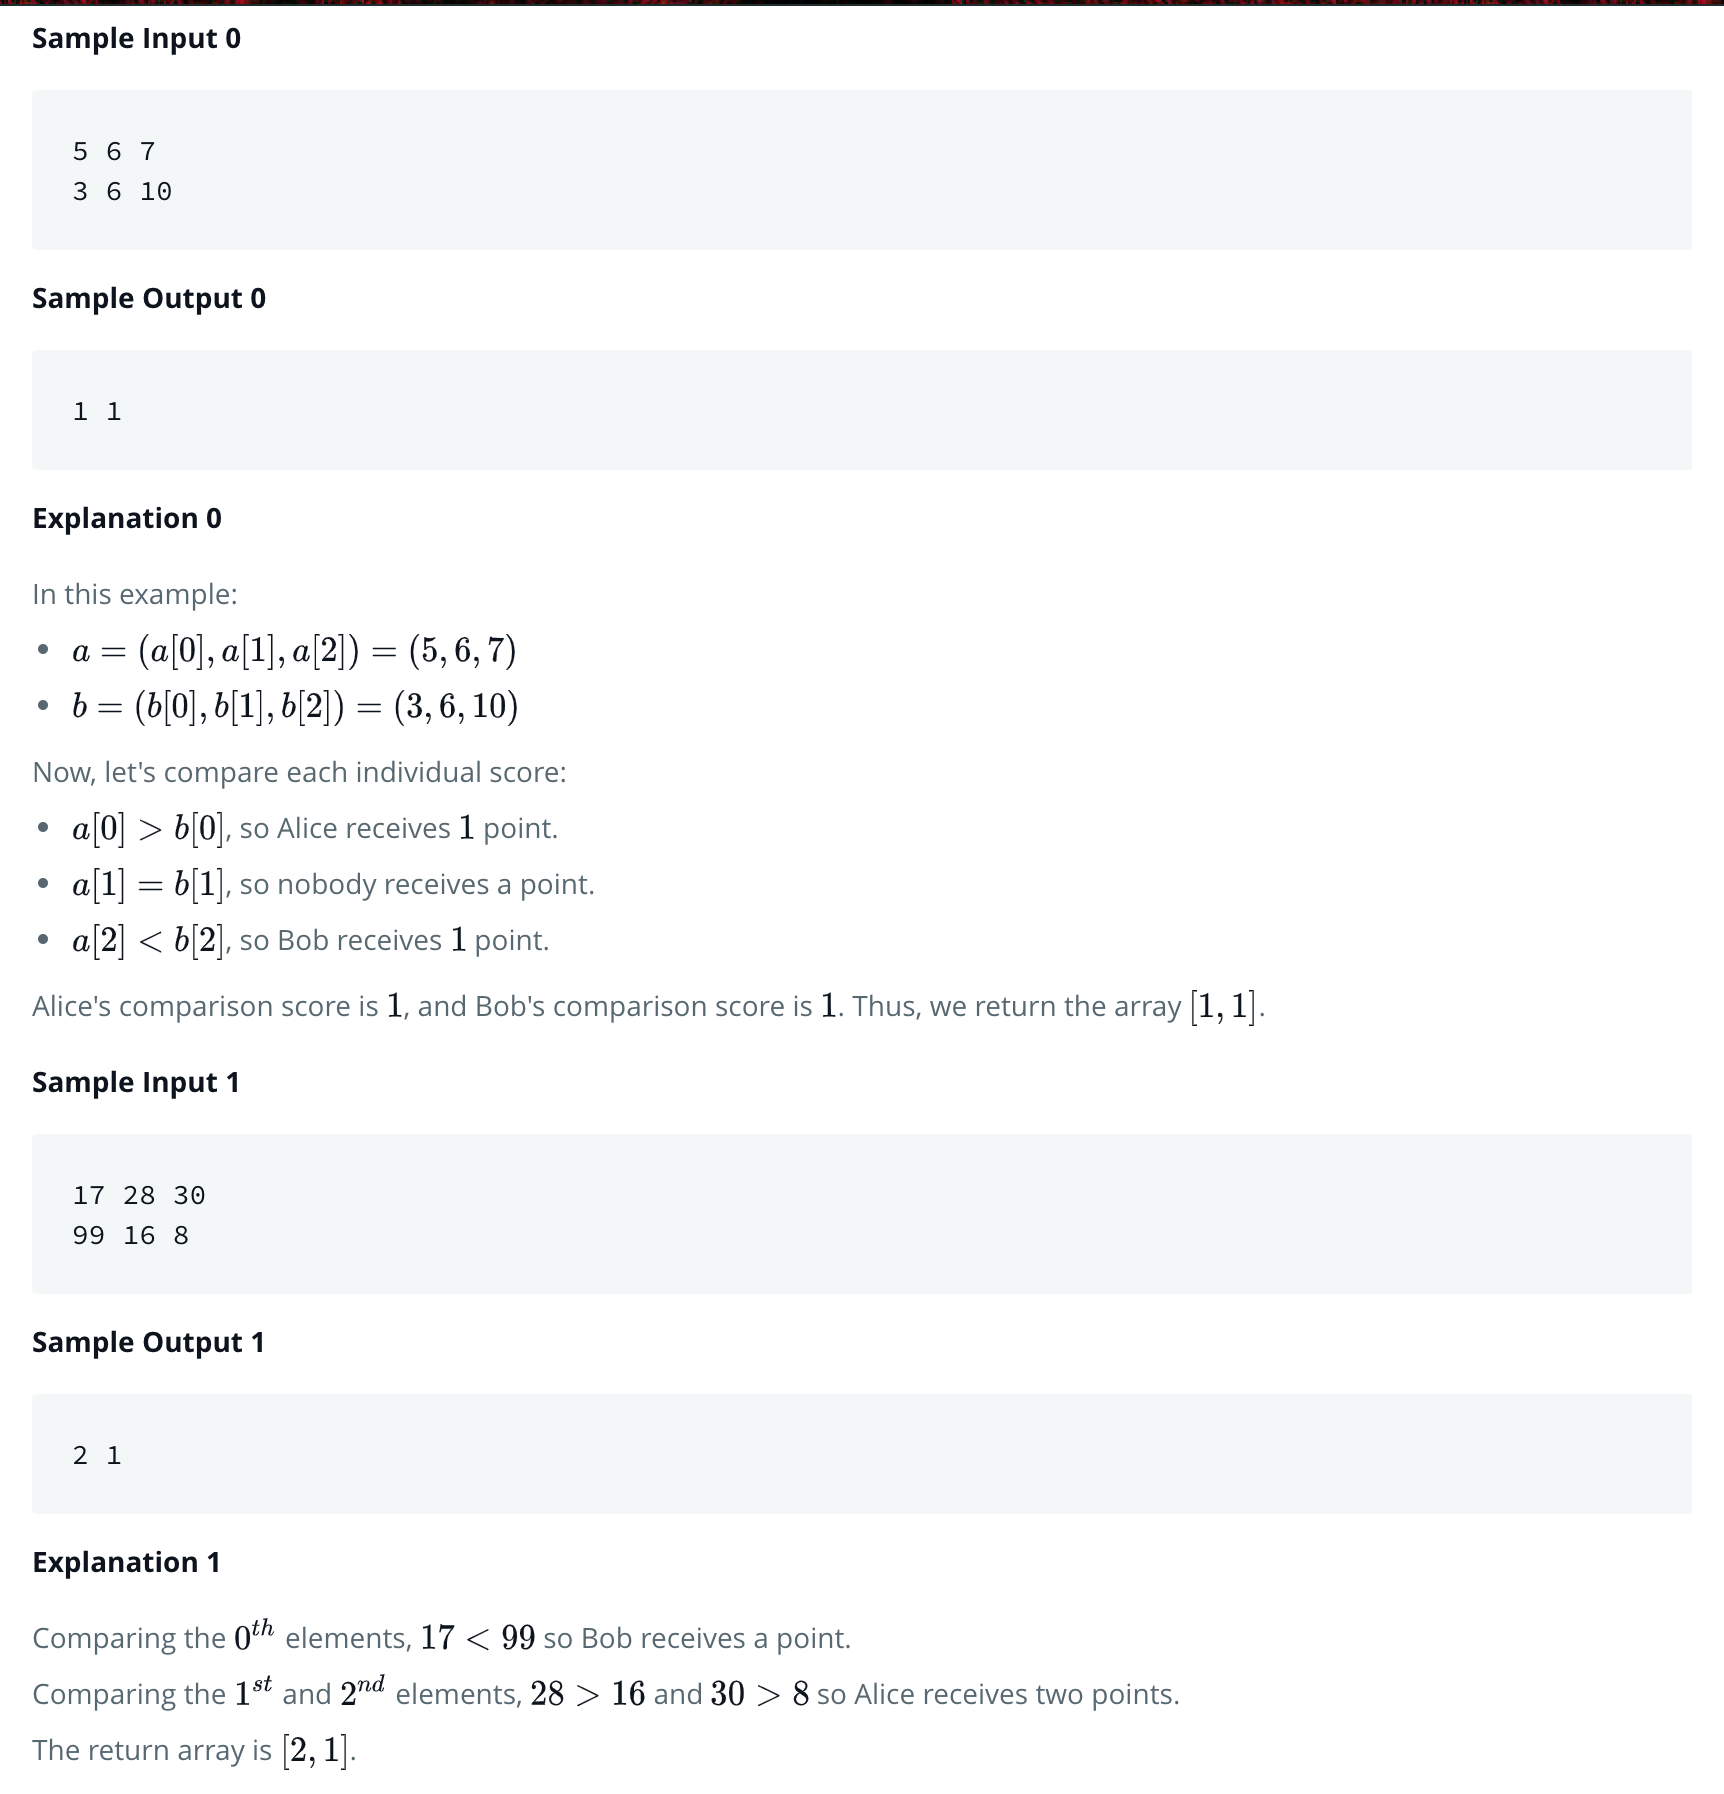 Sample Input 0
5 6 7
3 6 10
Sample Output 0
1 1
Explanation 0
In this example:
• a = (a[0], a[1], a[2]) = (5, 6, 7)
• b = (b[0], b[1], b[2]) = (3, 6, 10)
Now, let's compare each individual score:
• a[0] > b[0], so Alice receives 1 point.
• a[1] = b[1], so nobody receives a point.
• a[2] < b[2], so Bob receives 1 point.
Alice's comparison score is 1, and Bob's comparison score is 1. Thus, we return the array [1, 1].
Sample Input 1
17 28 30
99 16 8
Sample Output 1
2 1
Explanation 1
Comparing the 0^th elements, 17 < 99 so Bob receives a point.
Comparing the 1^st and 2^nd elements, 28 > 16 and 30 > 8 so Alice receives two points.
The return array is [2, 1].